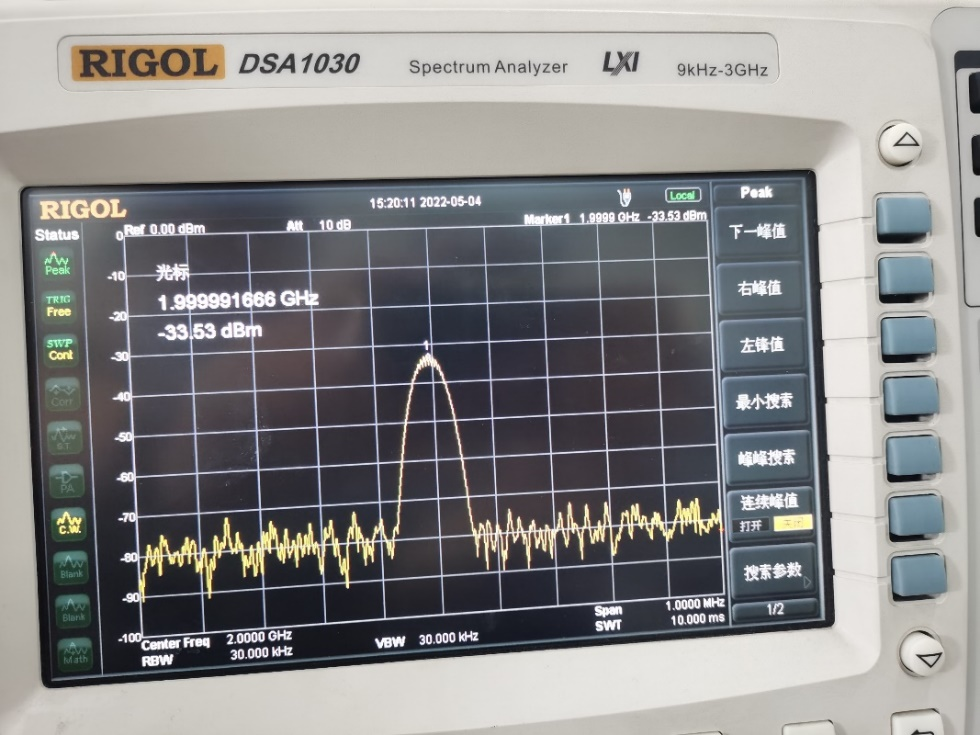 RIGOL DSA1030 Spectrum Analyzer LXI 9kHz-3GHz
RIGOL 15:20:11 2022-05-04 Local Peak
Status Ref 0.00 dBm Att 10 dB Marker1 1.9999 GHz -33.53 dBm
0
下一峰值
Peak
-10
光标
右峰值
TRIG
Free
1.999991666 GHz
-20
-33.53 dBm
左锋值
SWP
Cont
-30
1
Corr
-40
最小搜索
S.T
-50
峰峰搜索
PA
-60
连续峰值
C.W.
-70
打开 关闭
Blank
-80
搜索参数
Blank
-90
1/2
Math
-100
Center Freq 2.0000 GHz VBW 30.000 kHz Span 1.0000 MHz
RBW 30.000 kHz SWT 10.000 ms